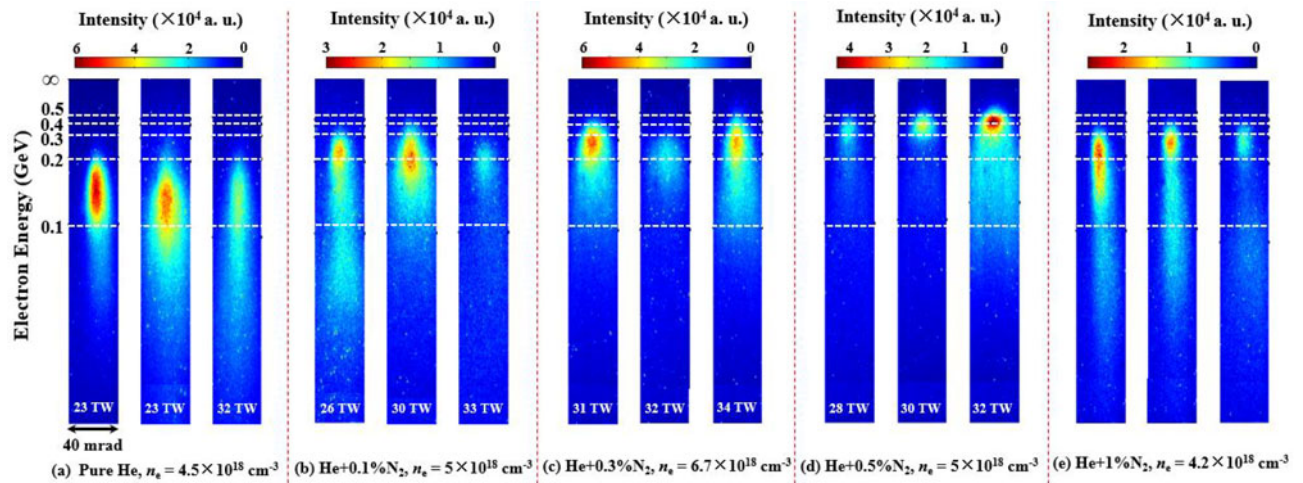 Intensity (×10⁴ a. u.) Intensity (×10⁴ a. u.) Intensity (×10⁴ a. u.) Intensity (×10⁴ a. u.) Intensity (×10⁴ a. u.)
6 4 2 0 3 2 1 0 6 4 2 0 4 3 2 1 0 2 1 0
∞
0.5
0.4
0.3
0.2
0.1
Electron Energy (GeV)
23 TW 23 TW 32 TW 26 TW 30 TW 33 TW 31 TW 32 TW 34 TW 28 TW 30 TW 32 TW
40 mrad
(a) Pure He, nₑ = 4.5×10¹⁸ cm⁻³ (b) He+0.1%N₂, nₑ = 5×10¹⁸ cm⁻³ (c) He+0.3%N₂, nₑ = 6.7×10¹⁸ cm⁻³ (d) He+0.5%N₂, nₑ = 5×10¹⁸ cm⁻³ (e) He+1%N₂, nₑ = 4.2×10¹⁸ cm⁻³